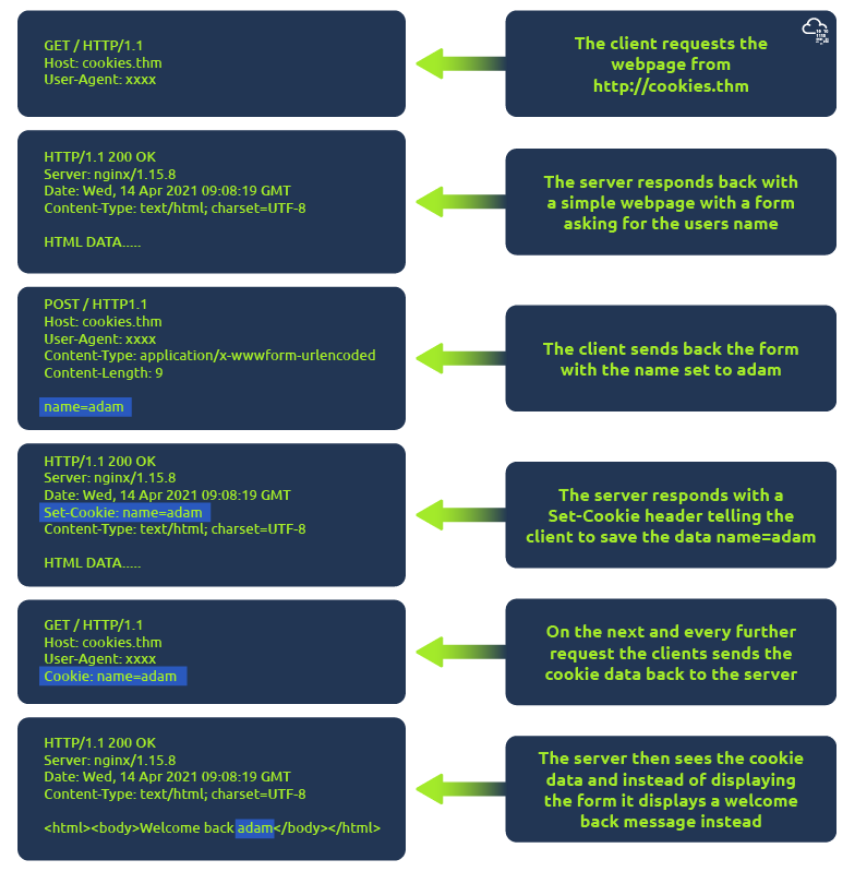 GET / HTTP/1.1
Host: cookies.thm
User-Agent: xxxx
The client requests the
webpage from
http://cookies.thm
HTTP/1.1 200 OK
Server: nginx/1.15.8
Date: Wed, 14 Apr 2021 09:08:19 GMT
Content-Type: text/html; charset=UTF-8
HTML DATA.....
The server responds back with
a simple webpage with a form
asking for the users name
POST / HTTP1.1
Host: cookies.thm
User-Agent: xxxx
Content-Type: application/x-wwwform-urlencoded
Content-Length: 9
name=adam
The client sends back the form
with the name set to adam
HTTP/1.1 200 OK
Server: nginx/1.15.8
Date: Wed, 14 Apr 2021 09:08:19 GMT
Set-Cookie: name=adam
Content-Type: text/html; charset=UTF-8
HTML DATA.....
The server responds with a
Set-Cookie header telling the
client to save the data name=adam
GET / HTTP/1.1
Host: cookies.thm
User-Agent: xxxx
Cookie: name=adam
On the next and every further
request the clients sends the
cookie data back to the server
HTTP/1.1 200 OK
Server: nginx/1.15.8
Date: Wed, 14 Apr 2021 09:08:19 GMT
Content-Type: text/html; charset=UTF-8
<html><body>Welcome back adam</body></html>
The server then sees the cookie
data and instead of displaying
the form it displays a welcome
back message instead